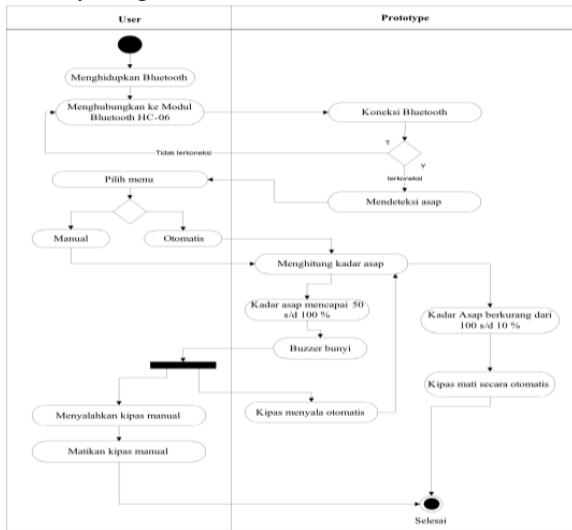 User
Prototype
Menghidupkan Bluetooth
Menghubungkan ke Modul
Bluetooth HC-06
Koneksi Bluetooth
Tidak terkoneksi
T
Y
terkoneksi
Pilih menu
Mendeteksi asap
Manual
Otomatis
Menghitung kadar asap
Kadar asap mencapai 50
s/d 100 %
Kadar Asap berkurang dari
100 s/d 10 %
Buzzer bunyi
Kipas mati secara otomatis
Menyalahkan kipas manual
Kipas menyala otomatis
Matikan kipas manual
Selesai